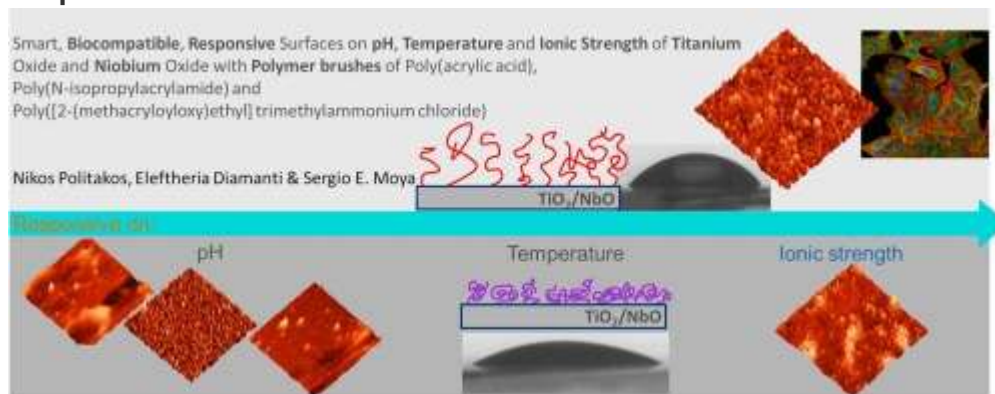 Smart, Biocompatible, Responsive Surfaces on pH, Temperature and Ionic Strength of Titanium
Oxide and Niobium Oxide with Polymer brushes of Poly(acrylic acid),
Poly(N-isopropylacrylamide) and
Poly([2-(methacryloyloxy)ethyl] trimethylammonium chloride)
Nikos Politakos, Eleftheria Diamanti & Sergio E. Moya
TiO₂/NbO
Responsive on:
pH
Temperature
Ionic strength
TiO₂/NbO